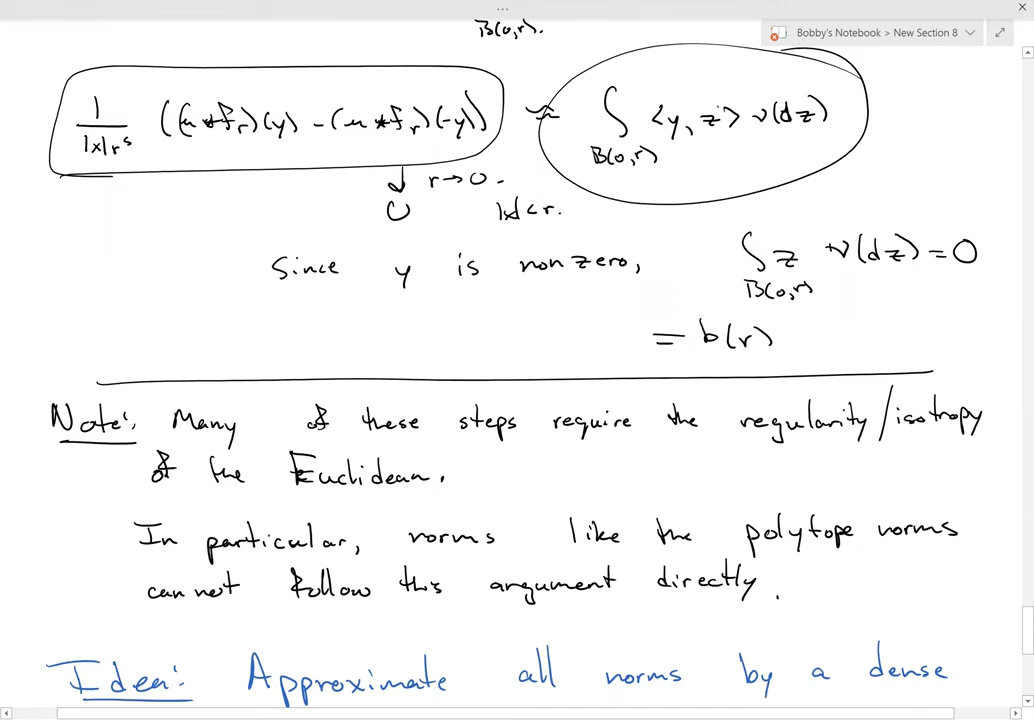 B(0,r).
Bobby's Notebook > New Section 8
1/(|x| r^s) ((μ*f_r)(y) - (μ*f_r)(-y)) ≈ ∫_{B(0,r)} <y, z> ν(dz)
↓ r→0.
0 |x|<r.
Since y is nonzero, ∫_{B(0,r)} z ν(dz) = 0
= b(r)
Note: Many of these steps require the regularity/isotropy
of the Euclidean.
In particular, norms like the polytope norms
cannot follow this argument directly.
Idea: Approximate all norms by a dense